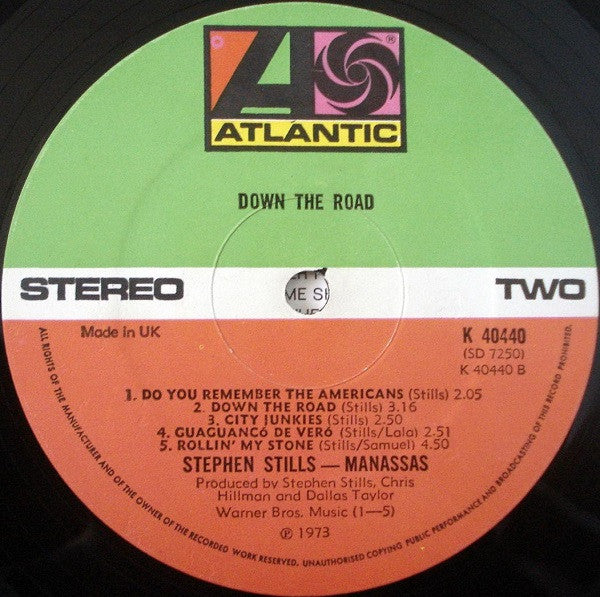 ATLANTIC
®
DOWN THE ROAD
STEREO
TWO
ME SH
Made in UK
K 40440
(SD 7250)
K 40440 B
1. DO YOU REMEMBER THE AMERICANS (Stills) 2.05
2. DOWN THE ROAD (Stills) 3.16
3. CITY JUNKIES (Stills) 2.50
4. GUAGUANCÓ DE VERÓ (Stills/Lala) 2.51
5. ROLLIN' MY STONE (Stills/Samuel) 4.50
STEPHEN STILLS — MANASSAS
Produced by Stephen Stills, Chris
Hillman and Dallas Taylor
Warner Bros. Music (1—5)
℗ 1973
ALL RIGHTS OF THE MANUFACTURER AND OF THE OWNER OF THE RECORDED WORK RESERVED. UNAUTHORISED COPYING PUBLIC PERFORMANCE AND BROADCASTING OF THIS RECORD PROHIBITED.